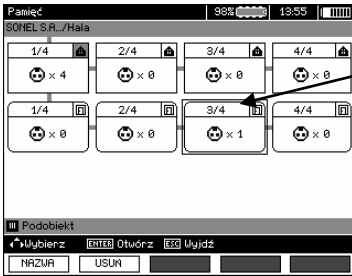 Pamięć 98% 13:55
SONEL S.A../Hala
1/4 2/4 3/4 4/4
× 4 × 0 × 0 × 0
1/4 2/4 3/4 4/4
× 0 × 0 × 1 × 0
Podobiekt
Wybierz ENTER Otwórz ESC Wyjdź
NAZWA USUŃ